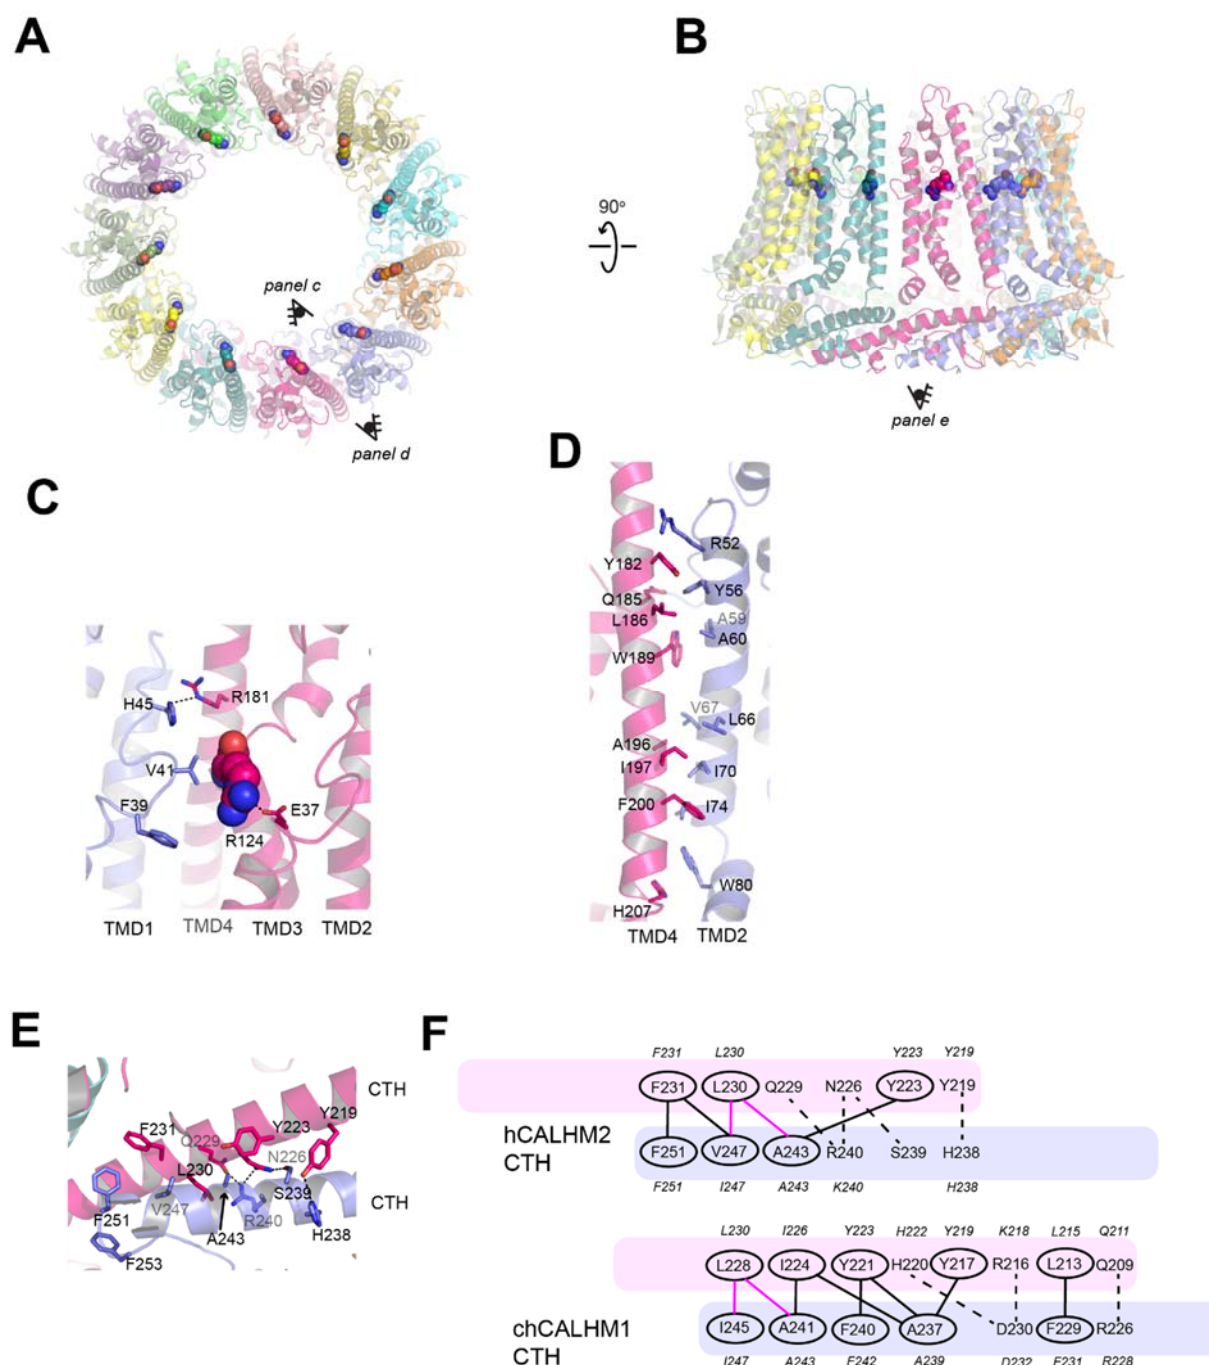 A
B
panel c
panel d
90°
panel e
C
D
H45
R181
V41
F39
E37
R124
TMD1
TMD4
TMD3
TMD2
R52
Y182
Y56
Q185
A59
L186
A60
W189
V67
L66
A196
I197
I70
F200
I74
W80
H207
TMD4
TMD2
E
F231
Q229
Y223
Y219
CTH
L230
N226
V247
S239
CTH
F251
R240
A243
H238
F253
F
F231 L230 Y223 Y219
F231 L230 Q229 N226 Y223 Y219
hCALHM2
CTH
F251 V247 A243 R240 S239 H238
F251 I247 A243 K240 H238
L230 I226 Y223 H222 Y219 K218 L215 Q211
L228 I224 Y221 H220 Y217 R216 L213 Q209
chCALHM1
CTH
I245 A241 F240 A237 D230 F229 R226
I247 A243 F242 A239 D232 F231 R228